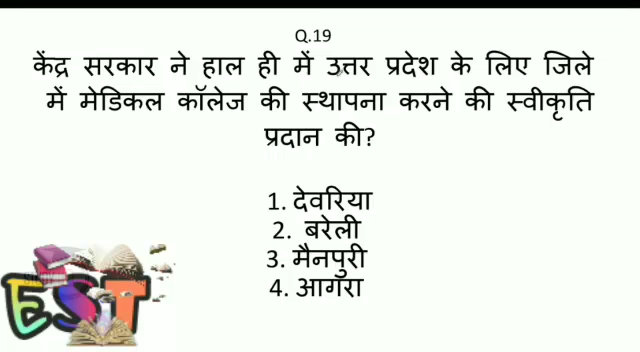 Q.19
केंद्र सरकार ने हाल ही में उत्तर प्रदेश के लिए जिले
में मेडिकल कॉलेज की स्थापना करने की स्वीकृति
प्रदान की?
1. देवरिया
2. बरेली
3. मैनपुरी
4. आगरा
EST